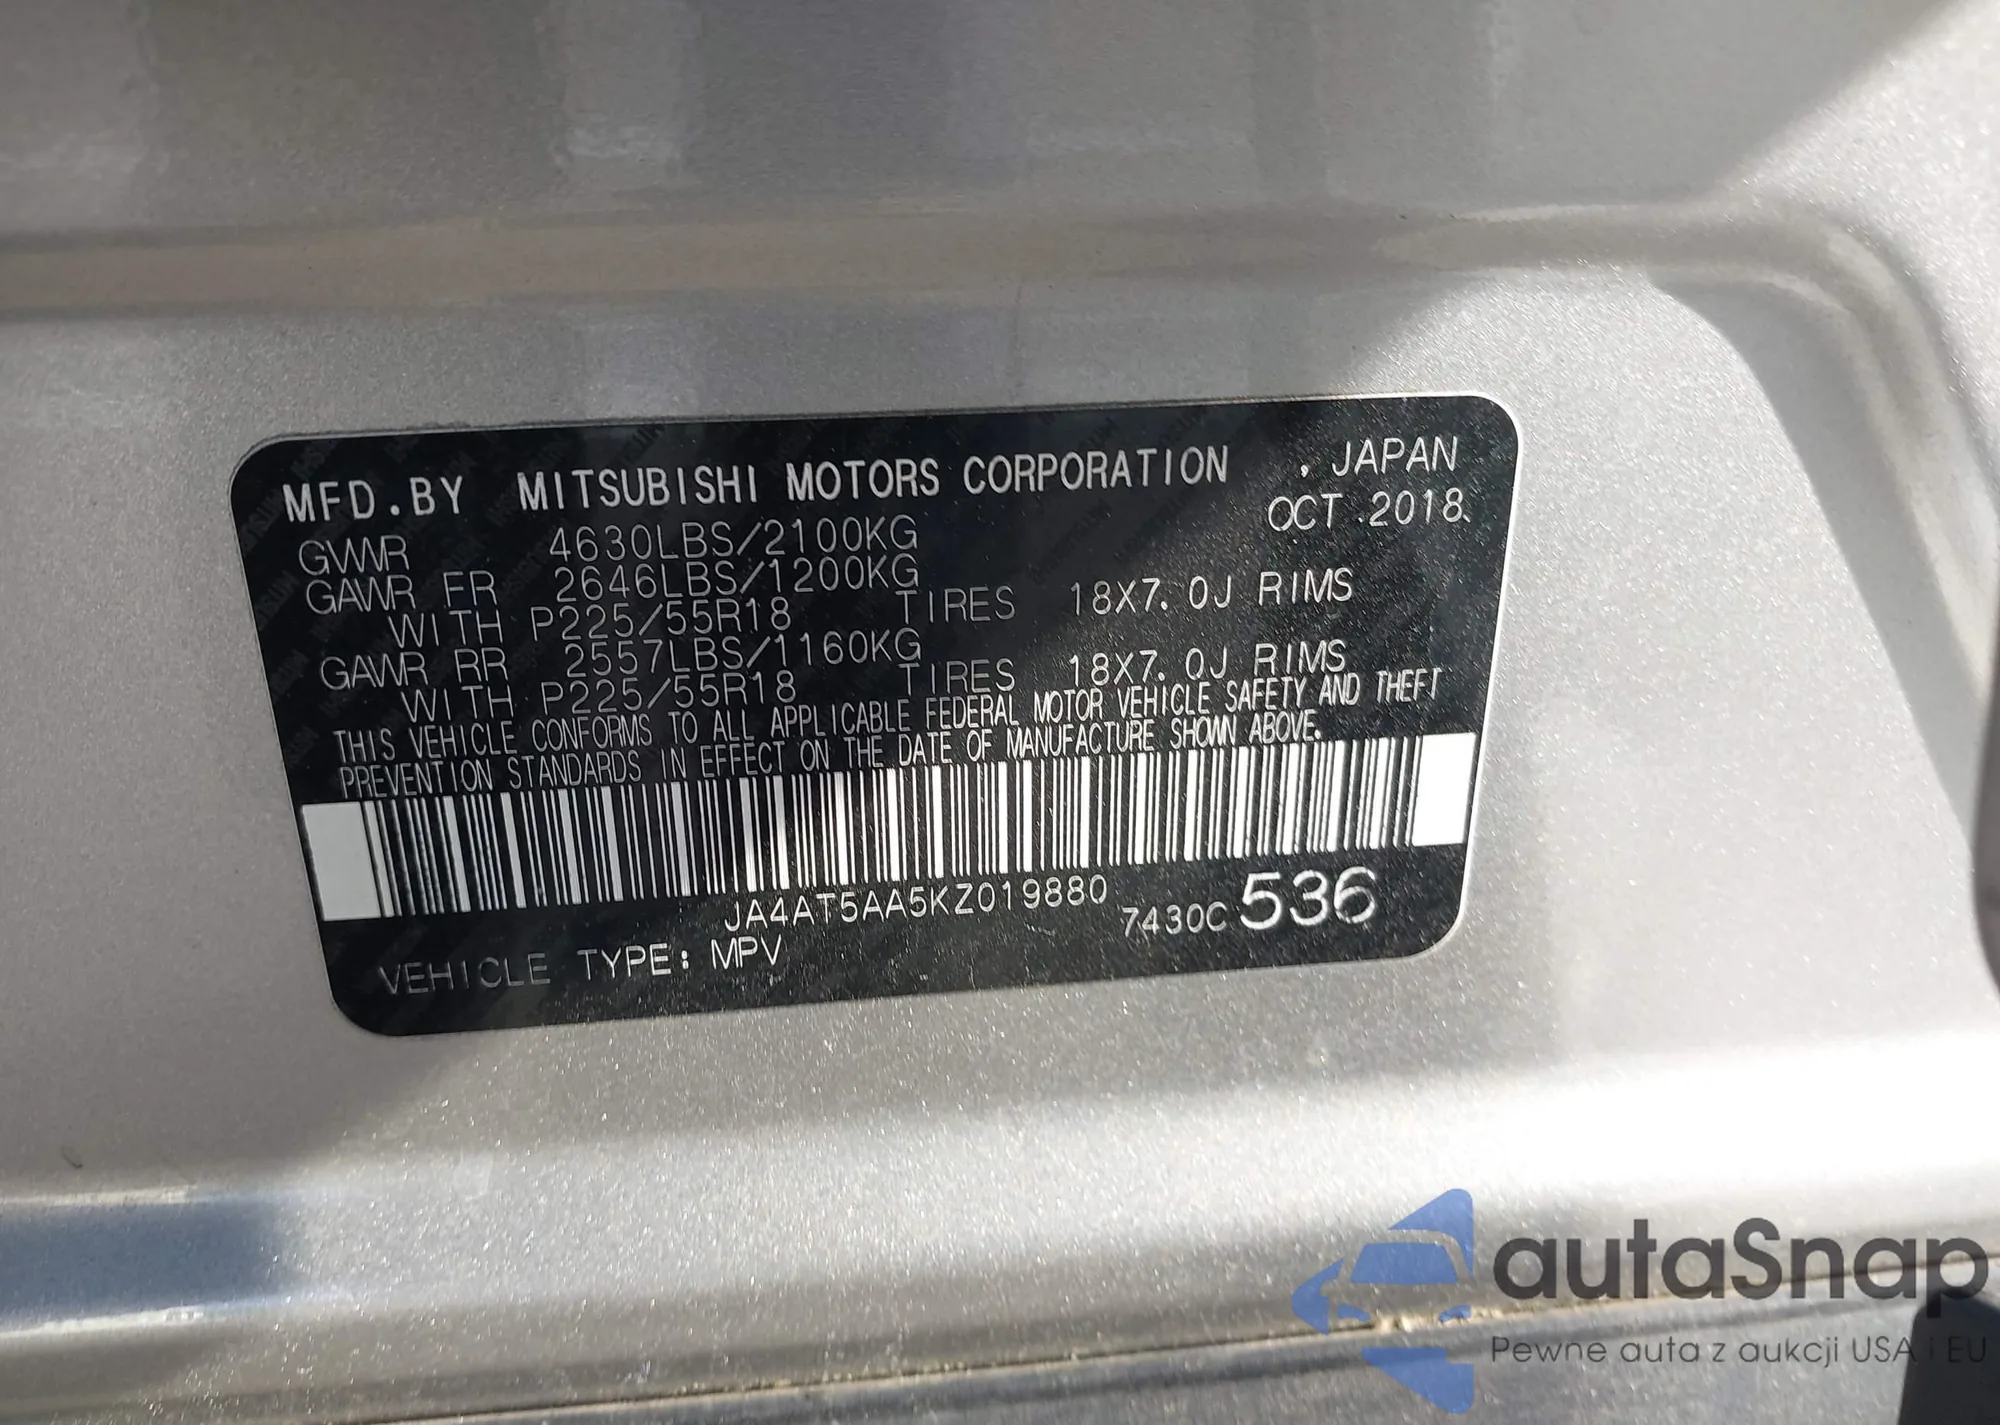 MFD.BY MITSUBISHI MOTORS CORPORATION , JAPAN
OCT .2018
GVWR 4630LBS/2100KG
GAWR FR 2646LBS/1200KG
WITH P225/55R18 TIRES 18X7.0J RIMS
GAWR RR 2557LBS/1160KG
WITH P225/55R18 TIRES 18X7.0J RIMS
THIS VEHICLE CONFORMS TO ALL APPLICABLE FEDERAL MOTOR VEHICLE SAFETY AND THEFT
PREVENTION STANDARDS IN EFFECT ON THE DATE OF MANUFACTURE SHOWN ABOVE.
JA4AT5AA5KZ019880 7430C 536
VEHICLE TYPE: MPV
autaSnap
Pewne auta z aukcji USA i EU